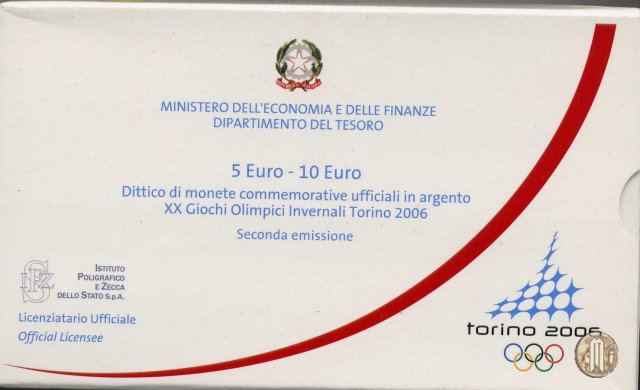 MINISTERO DELL'ECONOMIA E DELLE FINANZE
DIPARTIMENTO DEL TESORO
5 Euro - 10 Euro
Dittico di monete commemorative ufficiali in argento
XX Giochi Olimpici Invernali Torino 2006
Seconda emissione
ISTITUTO
POLIGRAFICO
E ZECCA
DELLO STATO S.P.A.
Licenziatario Ufficiale
Official Licensee
torino 2006